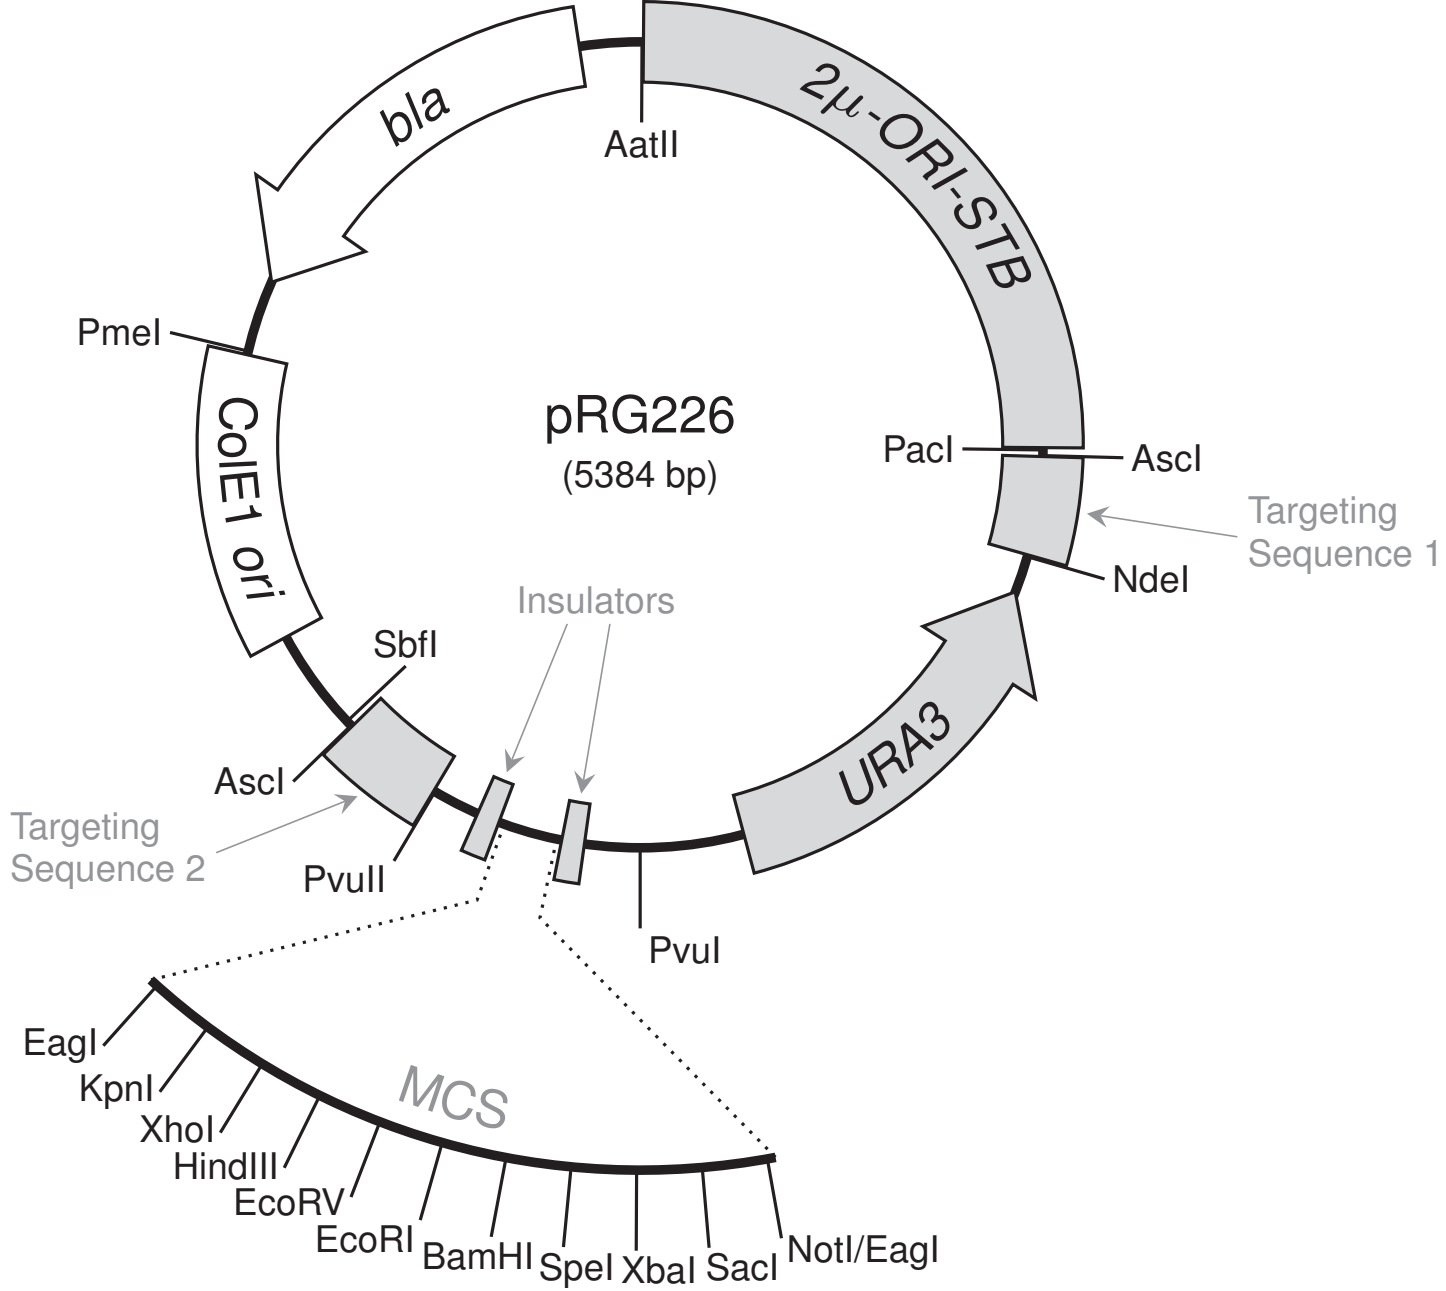 bla
2μ-ORI-STB
AatII
PmeI
ColE1 ori
pRG226
(5384 bp)
PacI
AscI
Targeting
Sequence 1
NdeI
Insulators
SbfI
URA3
AscI
Targeting
Sequence 2
PvuII
PvuI
EagI
KpnI
XhoI
HindIII
EcoRV
EcoRI
BamHI
SpeI
XbaI
SacI
NotI/EagI
MCS